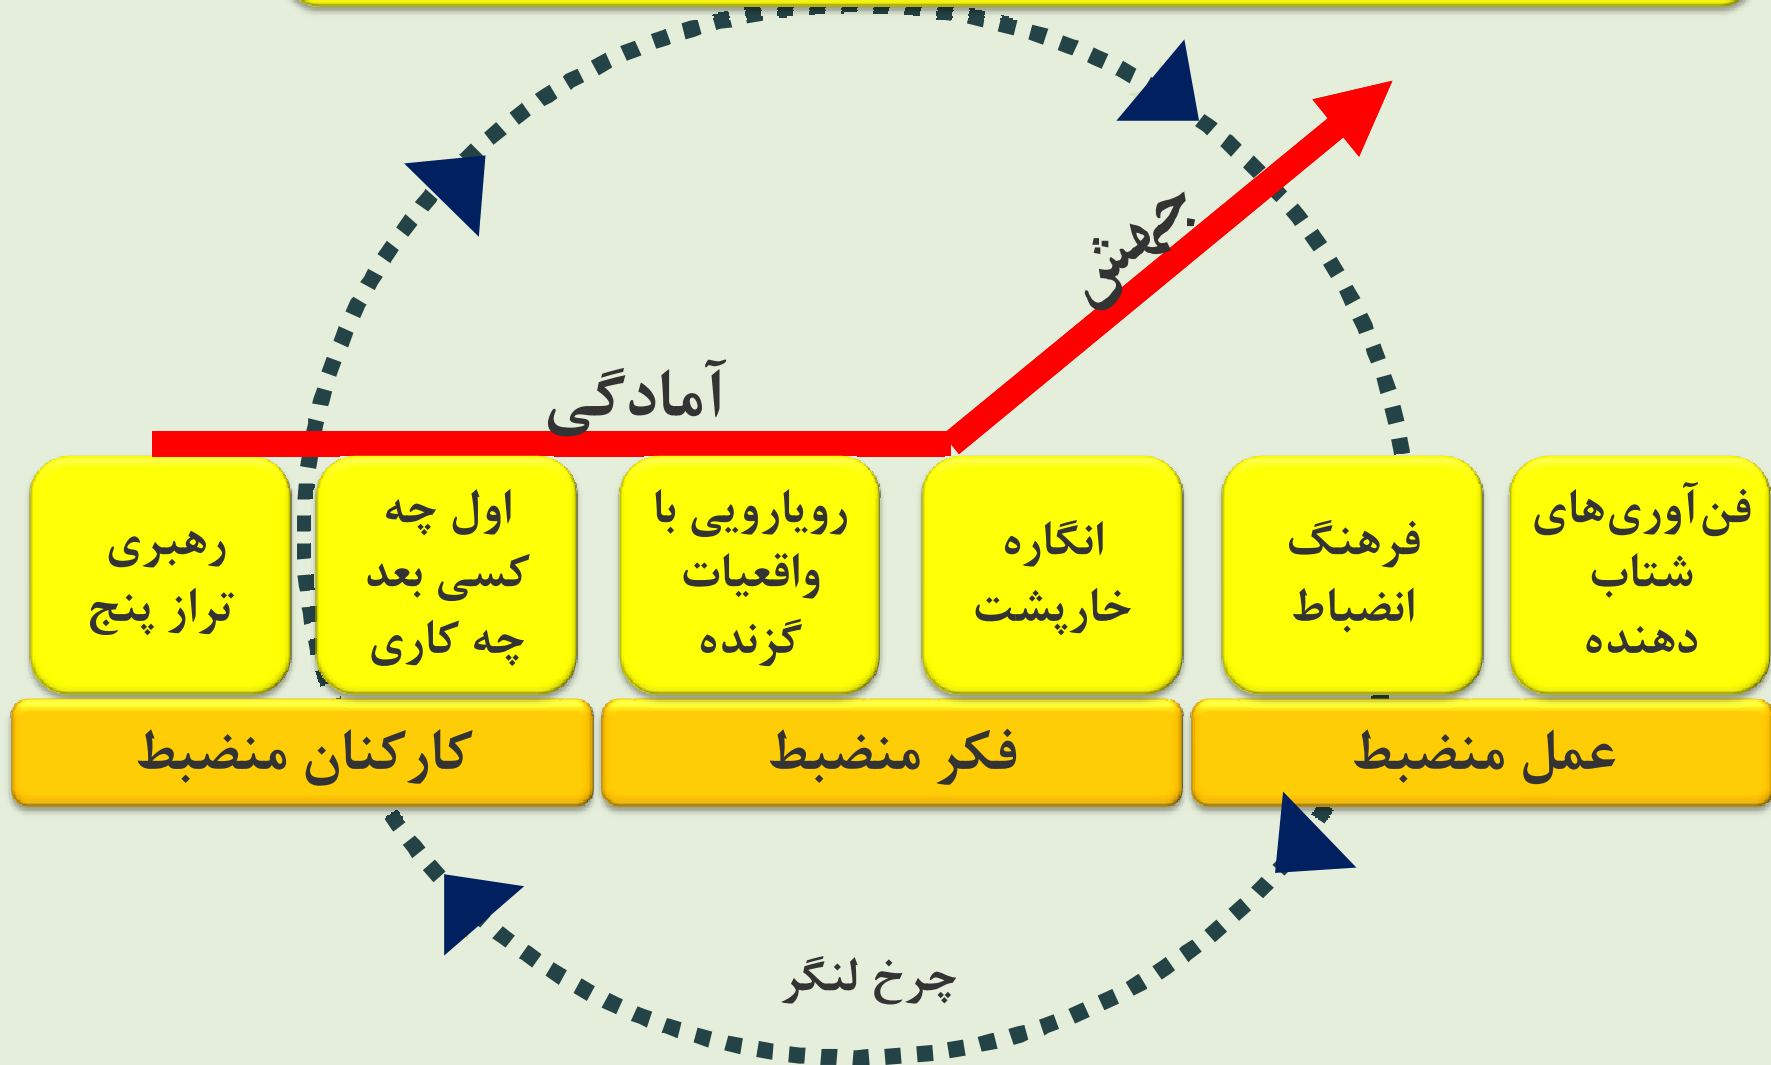 جهش
آمادگی
رهبری
تراز پنج
اول چه
کسی بعد
چه کاری
رویارویی با
واقعیات
گزنده
انگاره
خارپشت
فرهنگ
انضباط
فن‌آوری‌های
شتاب
دهنده
کارکنان منضبط
فکر منضبط
عمل منضبط
چرخ لنگر